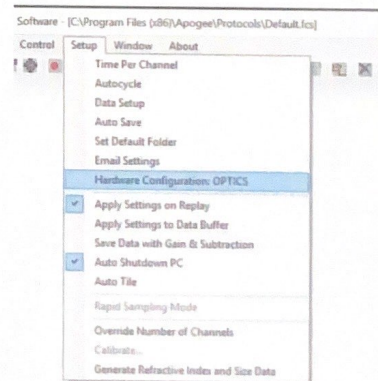 Software - [C:\Program Files (x86)\Apogee\Protocols\Default.fcs]
Control Setup Window About
Time Per Channel
Autocycle
Data Setup
Auto Save
Set Default Folder
Email Settings
Hardware Configuration: OPTICS
Apply Settings on Replay
Apply Settings to Data Buffer
Save Data with Gain & Subtraction
Auto Shutdown PC
Auto Tile
Rapid Sampling Mode
Override Number of Channels
Calibrate...
Generate Refractive Index and Size Data